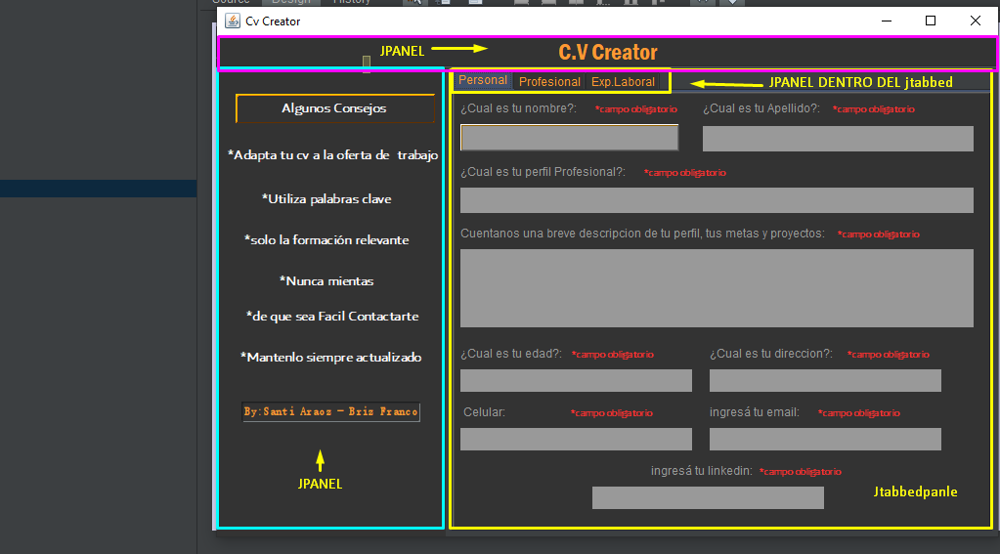 Source Design History
Cv Creator
JPANEL
C.V Creator
Personal Profesional Exp.Laboral
JPANEL DENTRO DEL jtabbed
Algunos Consejos
¿Cual es tu nombre?: *campo obligatorio ¿Cual es tu Apellido?: *campo obligatorio
*Adapta tu cv a la oferta de trabajo
¿Cual es tu perfil Profesional?: *campo obligatorio
*Utiliza palabras clave
Cuentanos una breve descripcion de tu perfil, tus metas y proyectos: *campo obligatorio
*solo la formación relevante
*Nunca mientas
*de que sea Facil Contactarte
*Mantenlo siempre actualizado
¿Cual es tu edad?: *campo obligatorio ¿Cual es tu direccion?: *campo obligatorio
By:Santi Araoz - Briz Franco
Celular: *campo obligatorio ingresá tu email: *campo obligatorio
JPANEL
ingresá tu linkedin: *campo obligatorio
Jtabbedpanle